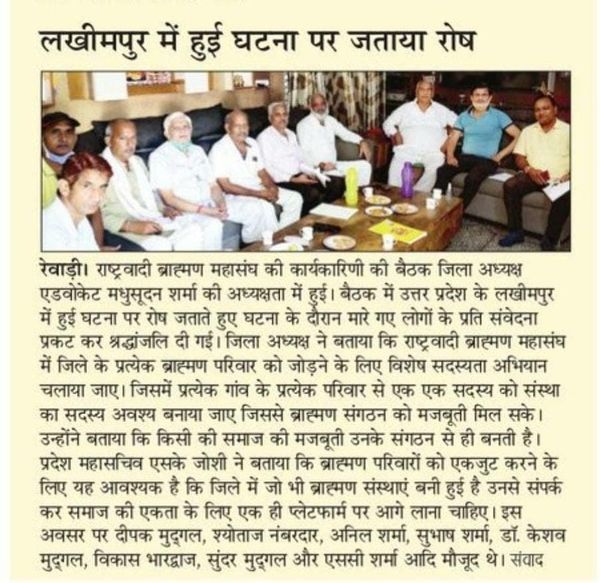 लखीमपुर में हुई घटना पर जताया रोष
रेवाड़ी। राष्ट्रवादी ब्राह्मण महासंघ की कार्यकारिणी की बैठक जिला अध्यक्ष
एडवोकेट मधुसूदन शर्मा की अध्यक्षता में हुई। बैठक में उत्तर प्रदेश के लखीमपुर
में हुई घटना पर रोष जताते हुए घटना के दौरान मारे गए लोगों के प्रति संवेदना
प्रकट कर श्रद्धांजलि दी गई। जिला अध्यक्ष ने बताया कि राष्ट्रवादी ब्राह्मण महासंघ
में जिले के प्रत्येक ब्राह्मण परिवार को जोड़ने के लिए विशेष सदस्यता अभियान
चलाया जाए। जिसमें प्रत्येक गांव के प्रत्येक परिवार से एक एक सदस्य को संस्था
का सदस्य अवश्य बनाया जाए जिससे ब्राह्मण संगठन को मजबूती मिल सके।
उन्होंने बताया कि किसी की समाज की मजबूती उनके संगठन से ही बनती है।
प्रदेश महासचिव एसके जोशी ने बताया कि ब्राह्मण परिवारों को एकजुट करने के
लिए यह आवश्यक है कि जिले में जो भी ब्राह्मण संस्थाएं बनी हुई है उनसे संपर्क
कर समाज की एकता के लिए एक ही प्लेटफार्म पर आगे लाना चाहिए। इस
अवसर पर दीपक मुद्गल, श्योताज नंबरदार, अनिल शर्मा, सुभाष शर्मा, डॉ. केशव
मुद्गल, विकास भारद्वाज, सुंदर मुद्गल और एससी शर्मा आदि मौजूद थे। संवाद